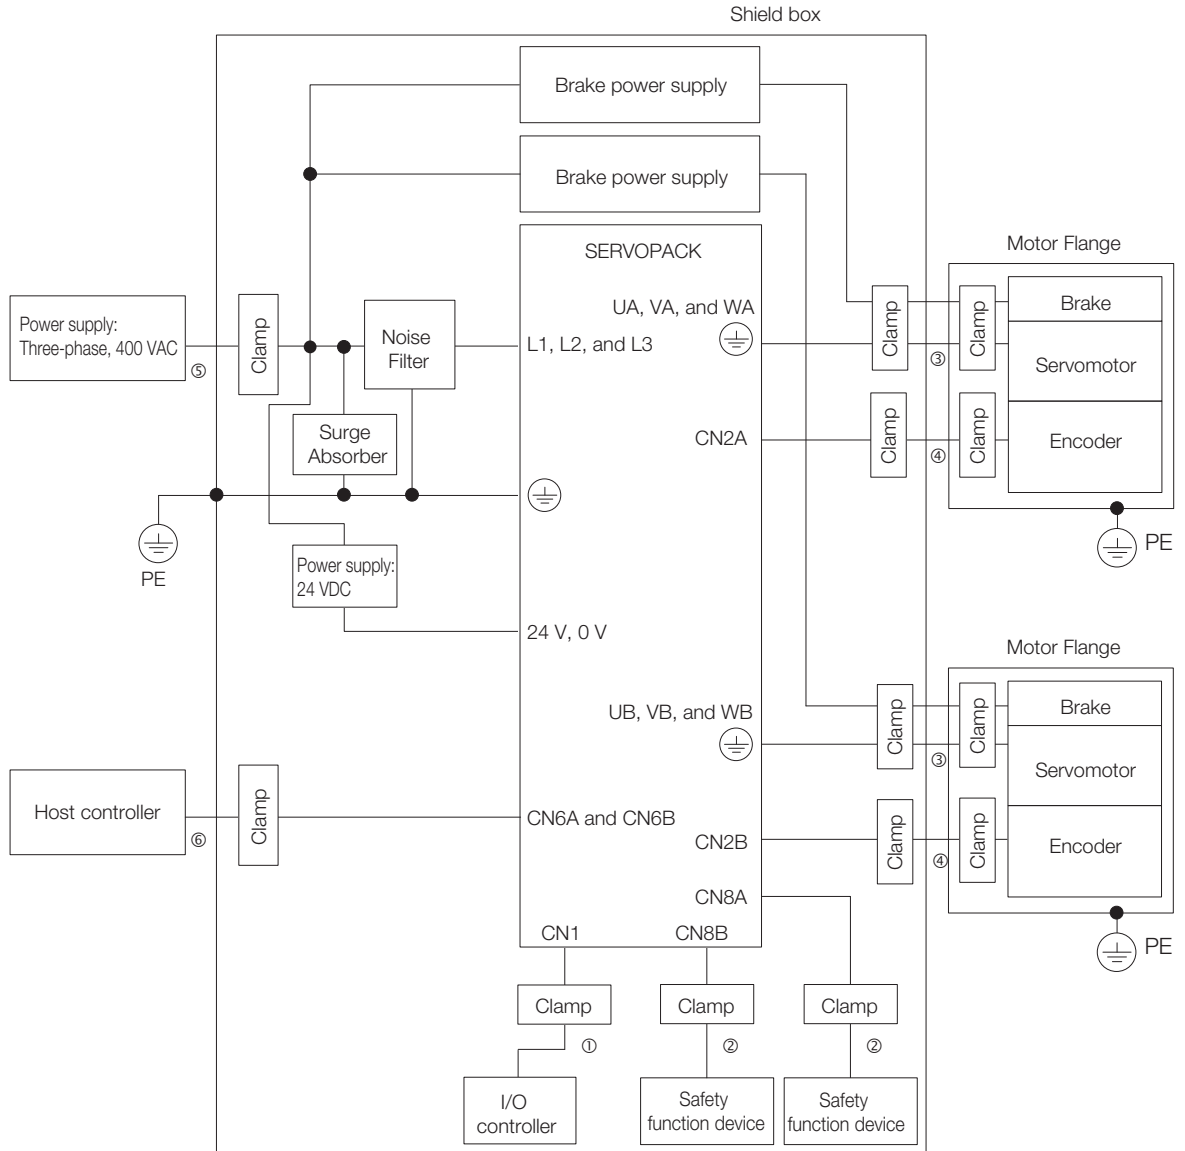 Shield box
Brake power supply
Brake power supply
SERVOPACK
Motor Flange
UA, VA, and WA
Power supply:
Three-phase, 400 VAC
⑤
Clamp
Noise
Filter
L1, L2, and L3
Clamp
③
Clamp
Brake
Servomotor
Surge
Absorber
CN2A
Clamp
④
Clamp
Encoder
PE
PE
Power supply:
24 VDC
24 V, 0 V
Motor Flange
UB, VB, and WB
Clamp
③
Clamp
Brake
Servomotor
Host controller
⑥
Clamp
CN6A and CN6B
CN2B
Clamp
④
Clamp
Encoder
CN8A
CN1
CN8B
PE
Clamp
Clamp
Clamp
①
②
②
I/O
controller
Safety
function device
Safety
function device